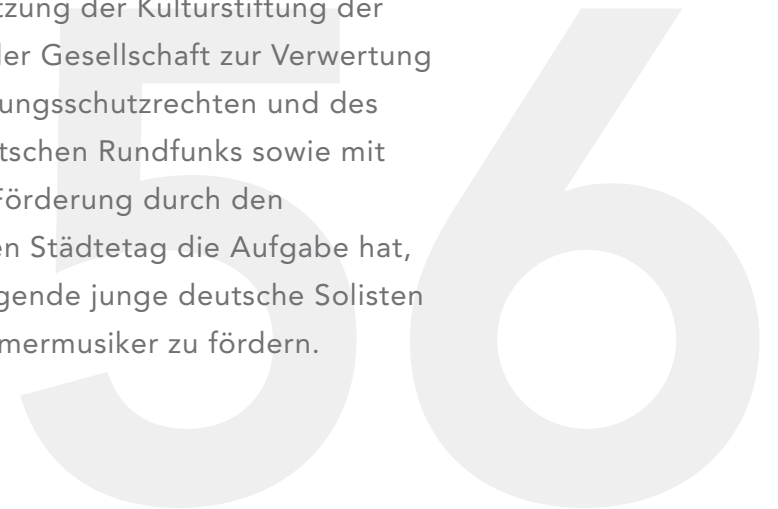 tzung der Kulturstiftung der
der Gesellschaft zur Verwertung
ungsschutzrechten und des
tschen Rundfunks sowie mit
Förderung durch den
en Städtetag die Aufgabe hat,
gende junge deutsche Solisten
mermusiker zu fördern.
56